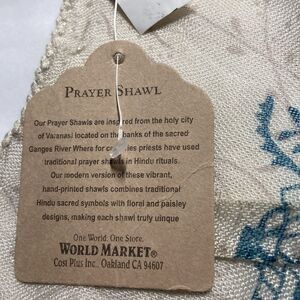 PRAYER SHAWL
Our Prayer Shawls are inspired from the holy city
of Varanasi located on the banks of the sacred
Ganges River Where for centuries priests have used
traditional prayer shawls in Hindu rituals.
Our modern version of these vibrant,
hand-printed shawls combines traditional
Hindu sacred symbols with floral and paisley
designs, making each shawl truly uinque
One World. One Store.
WORLD MARKET®
Cost Plus Inc. Oakland CA 94607